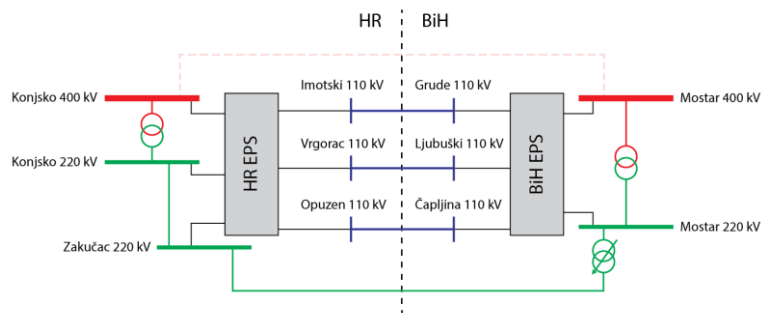 HR BiH
Konjsko 400 kV
Imotski 110 kV Grude 110 kV
Mostar 400 kV
HR EPS
BiH EPS
Vrgorac 110 kV Ljubuški 110 kV
Konjsko 220 kV
Opuzen 110 kV Čapljina 110 kV
Mostar 220 kV
Zakučac 220 kV